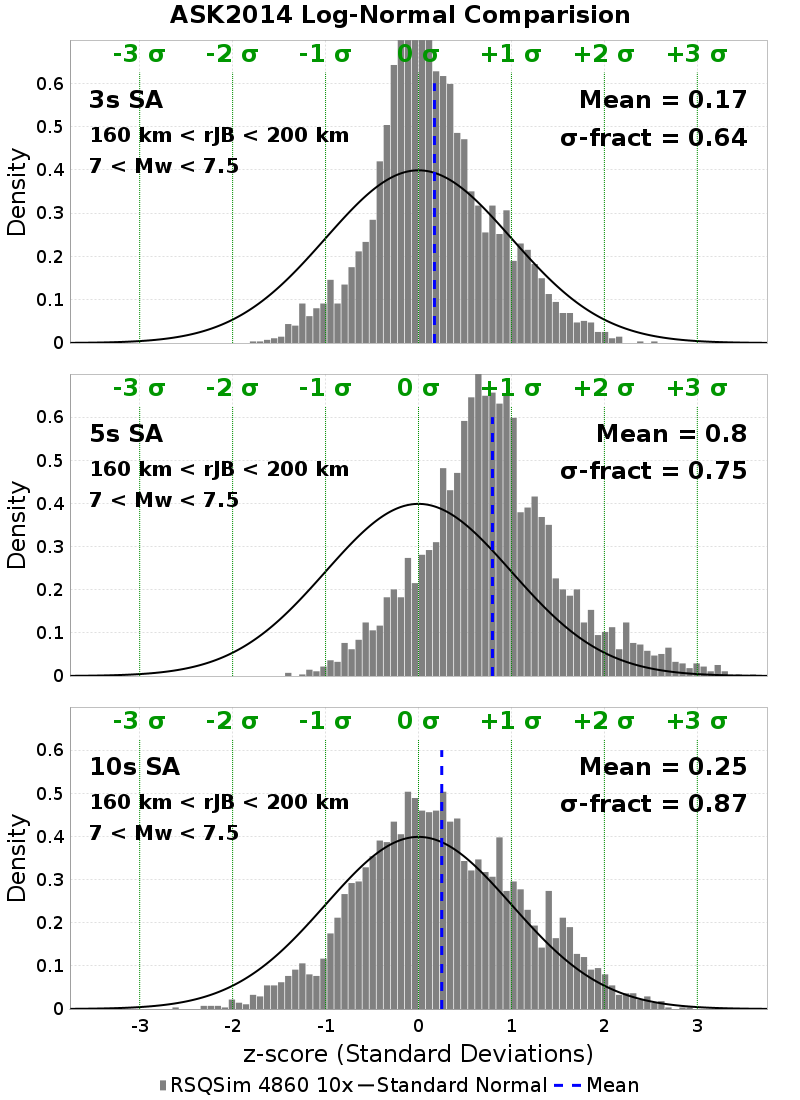 ASK2014 Log-Normal Comparision
-3 σ -2 σ -1 σ 0 σ +1 σ +2 σ +3 σ
3s SA
Mean = 0.17
160 km < rJB < 200 km
σ-fract = 0.64
7 < Mw < 7.5
Density
0.6
0.5
0.4
0.3
0.2
0.1
0
-3 σ -2 σ -1 σ 0 σ +1 σ +2 σ +3 σ
5s SA
Mean = 0.8
160 km < rJB < 200 km
σ-fract = 0.75
7 < Mw < 7.5
Density
0.6
0.5
0.4
0.3
0.2
0.1
0
-3 σ -2 σ -1 σ 0 σ +1 σ +2 σ +3 σ
10s SA
Mean = 0.25
160 km < rJB < 200 km
σ-fract = 0.87
7 < Mw < 7.5
Density
0.6
0.5
0.4
0.3
0.2
0.1
0
-3 -2 -1 0 1 2 3
z-score (Standard Deviations)
RSQSim 4860 10x Standard Normal Mean